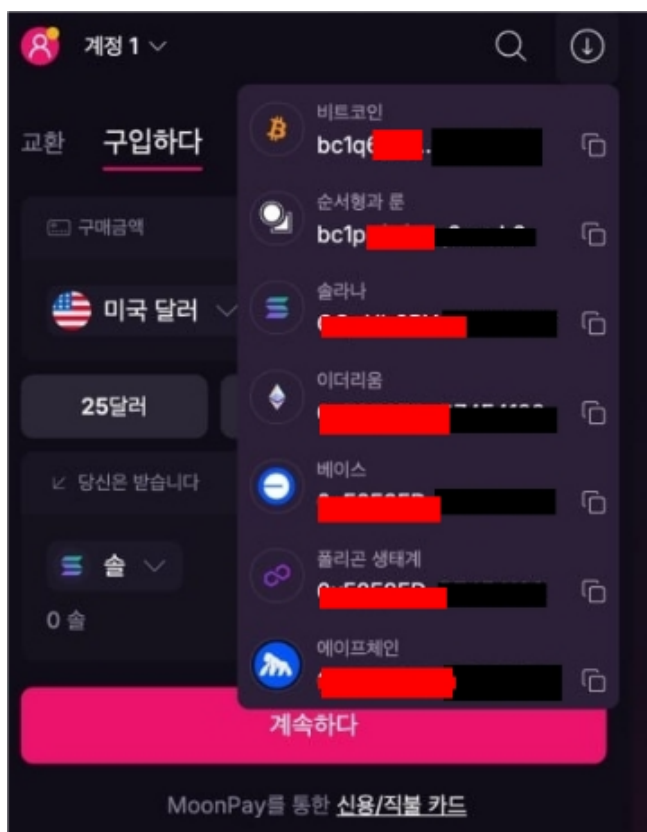 계정 1
교환 구입하다
구매금액
미국 달러
25달러
당신은 받습니다
솔
0 솔
비트코인
bc1q
순서형과 룬
bc1p
솔라나
이더리움
베이스
폴리곤 생태계
에이프체인
계속하다
MoonPay를 통한 신용/직불 카드